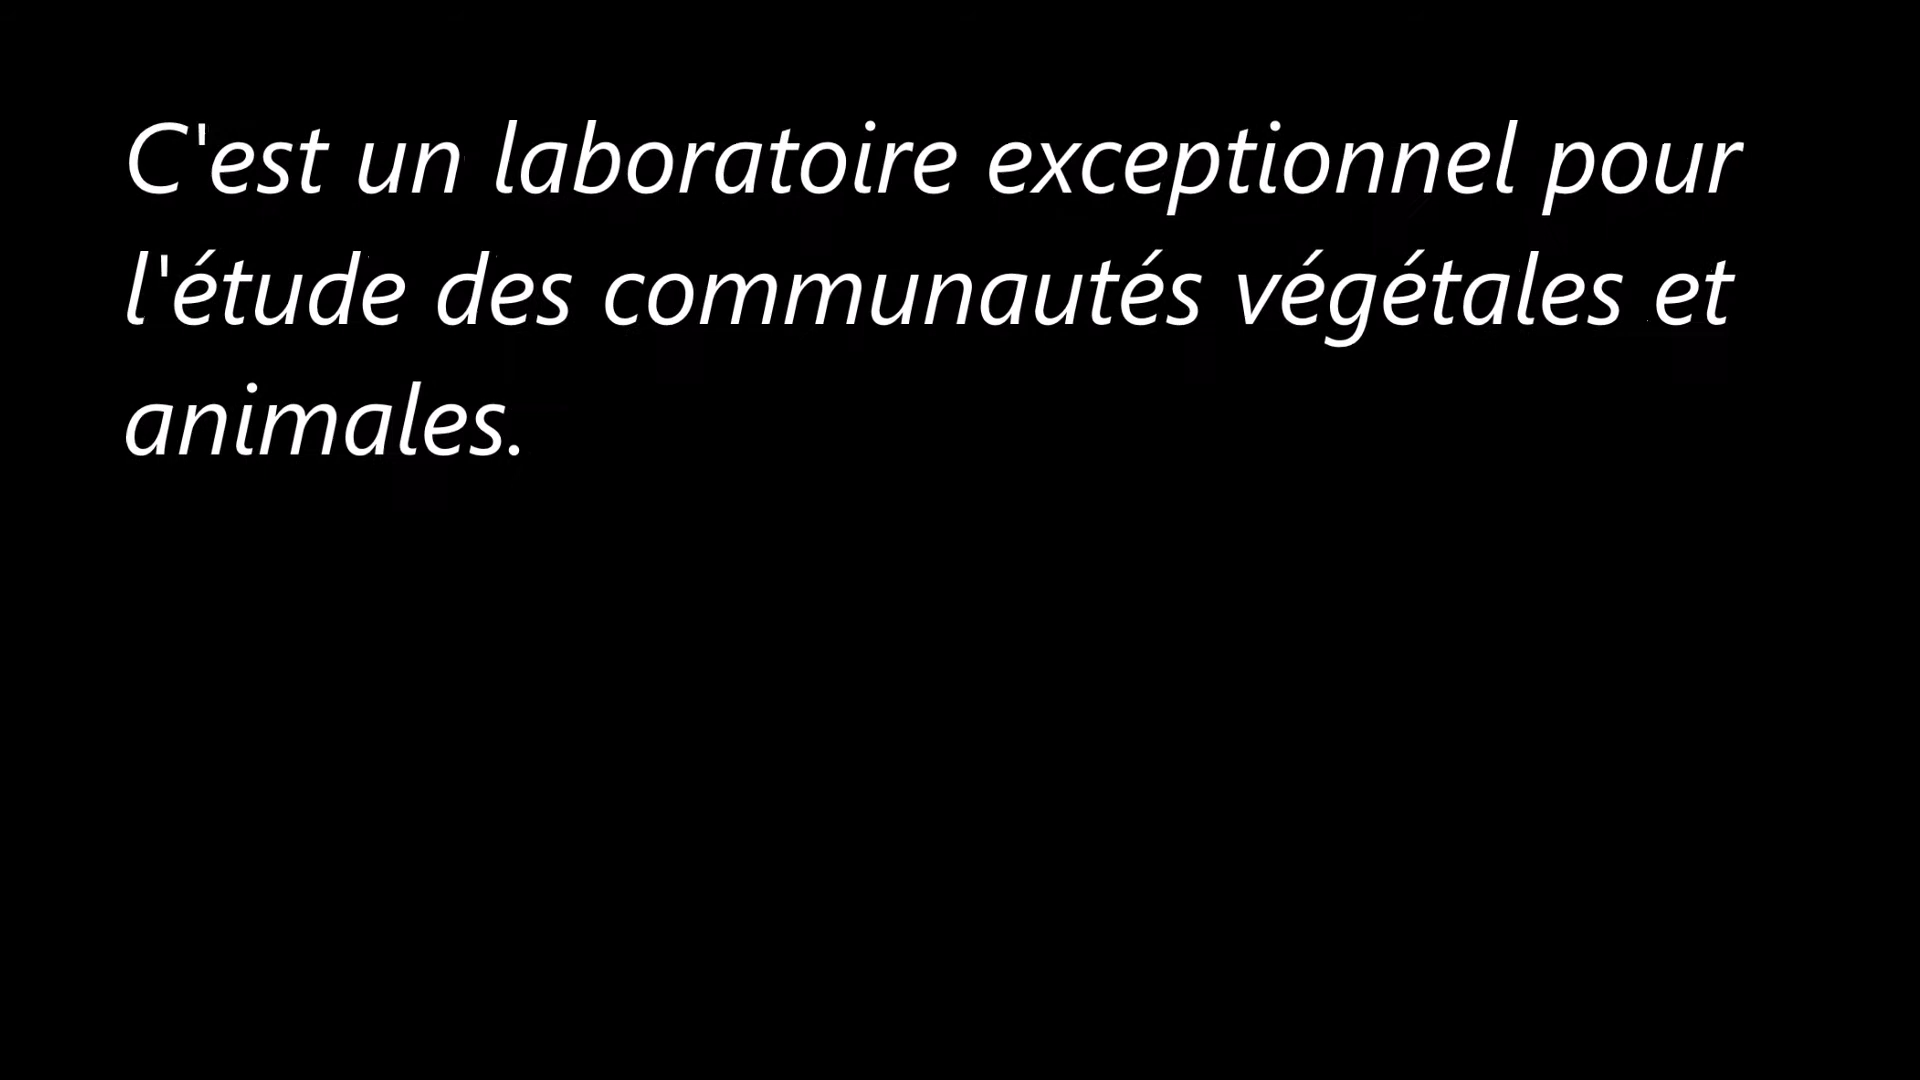 C'est un laboratoire exceptionnel pour
l'étude des communautés végétales et
animales.